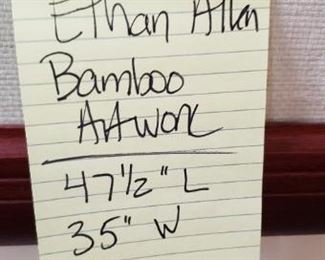 Ethan Allen
Bamboo
Artwork
47½" L
35" W